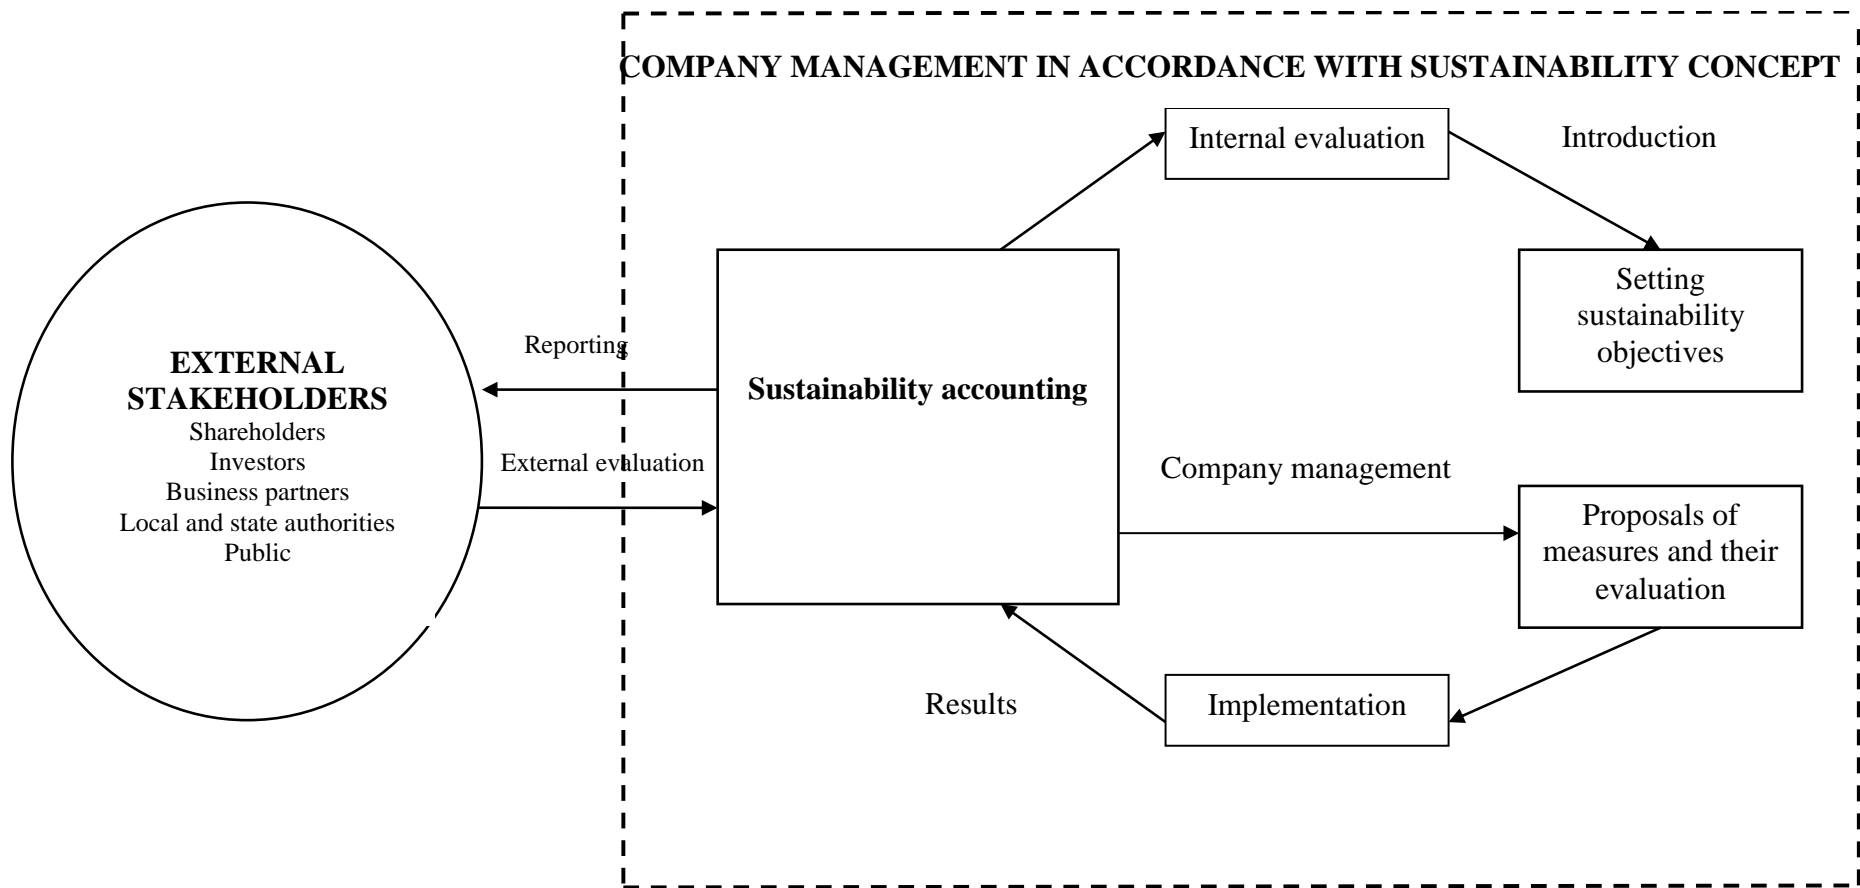 COMPANY MANAGEMENT IN ACCORDANCE WITH SUSTAINABILITY CONCEPT
Internal evaluation
Introduction
Setting
sustainability
objectives
Reporting
EXTERNAL
STAKEHOLDERS
Shareholders
Investors
Business partners
Local and state authorities
Public
External evaluation
Sustainability accounting
Company management
Proposals of
measures and their
evaluation
Results
Implementation